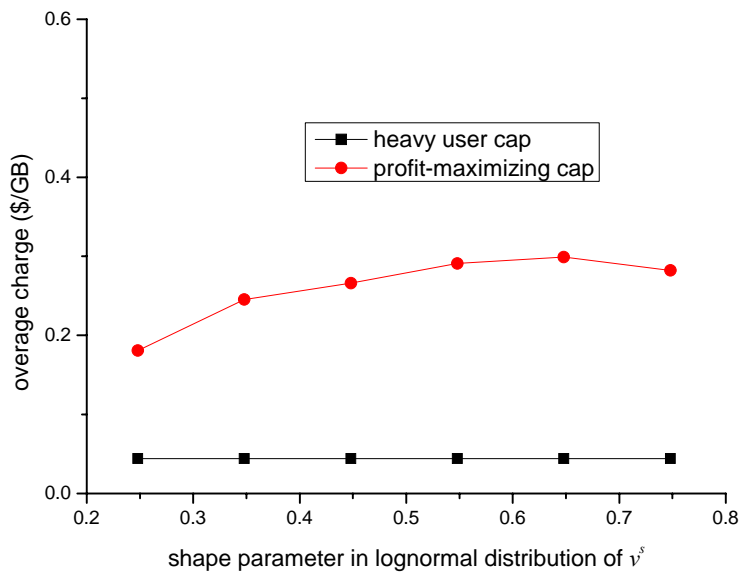 0.6
0.4
0.2
0.0
overage charge ($/GB)
heavy user cap
profit-maximizing cap
0.2 0.3 0.4 0.5 0.6 0.7 0.8
shape parameter in lognormal distribution of v^s